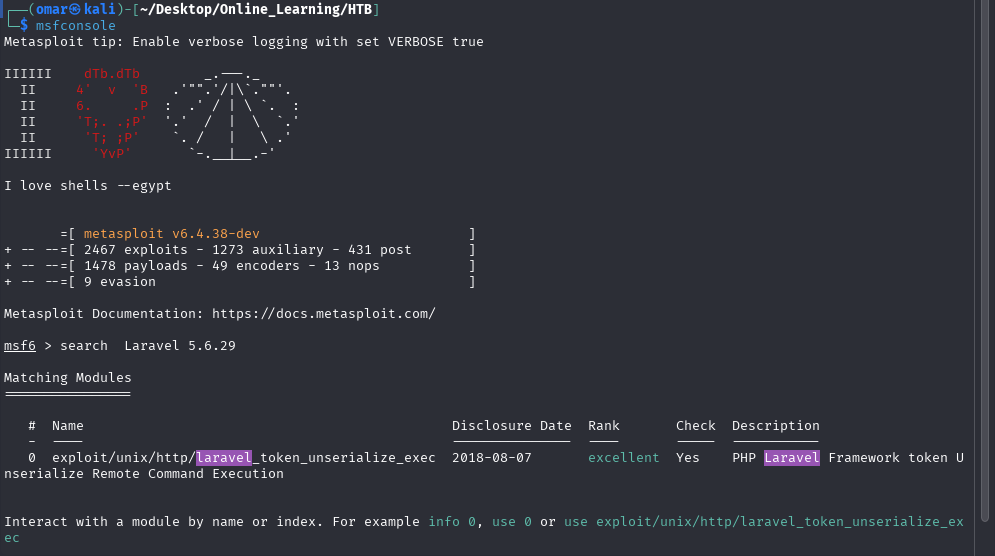 ┌──(omar㉿kali)-[~/Desktop/Online_Learning/HTB]
└─$ msfconsole
Metasploit tip: Enable verbose logging with set VERBOSE true

IIIIII    dTb.dTb        _.---._
  II     4'  v  'B   .'"".'/|\`.""'.
  II     6.     .P  :  .' / | \ `.  :
  II     'T;. .;P'  '.'  /  |  \  `.'
  II      'T; ;P'    `. /   |   \ .'
IIIIII     'YvP'       `-.__|__.-'

I love shells --egypt

       =[ metasploit v6.4.38-dev                          ]
+ -- --=[ 2467 exploits - 1273 auxiliary - 431 post       ]
+ -- --=[ 1478 payloads - 49 encoders - 13 nops           ]
+ -- --=[ 9 evasion                                       ]

Metasploit Documentation: https://docs.metasploit.com/

msf6 > search  Laravel 5.6.29

Matching Modules
================

   #  Name                                              Disclosure Date  Rank       Check  Description
   -  ----                                              ---------------  ----       -----  -----------
   0  exploit/unix/http/laravel_token_unserialize_exec  2018-08-07       excellent  Yes    PHP Laravel Framework token U
nserialize Remote Command Execution

Interact with a module by name or index. For example info 0, use 0 or use exploit/unix/http/laravel_token_unserialize_ex
ec